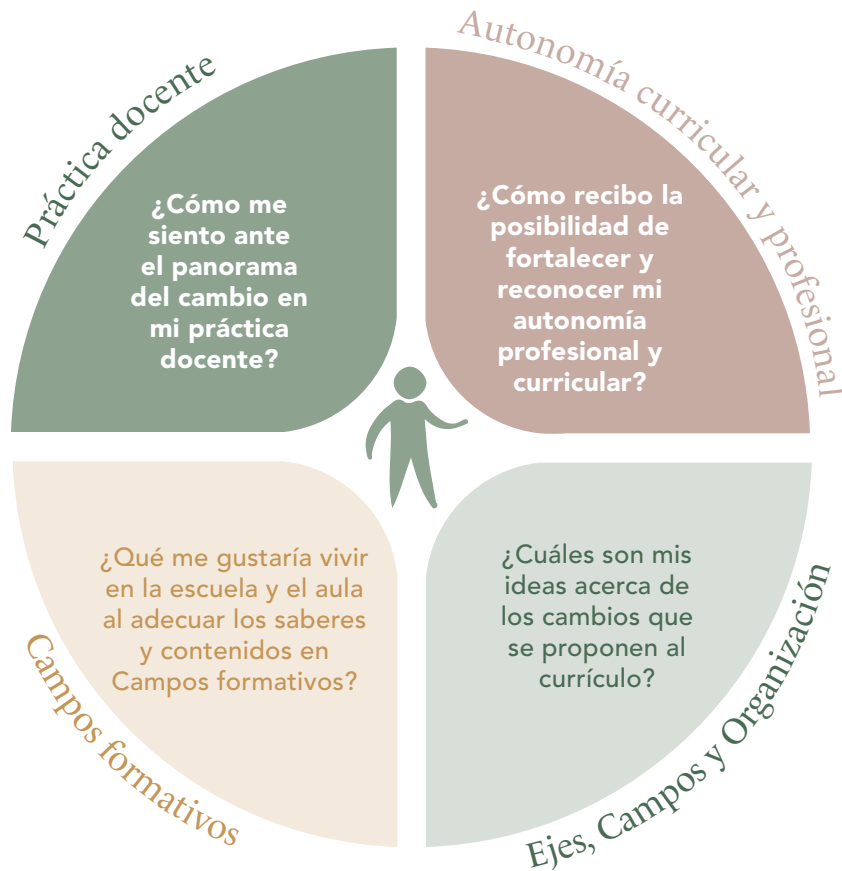 Práctica docente
¿Cómo me
siento ante
el panorama
del cambio en
mi práctica
docente?
Autonomía curricular y profesional
¿Cómo recibo la
posibilidad de
fortalecer y
reconocer mi
autonomía
profesional y
curricular?
Campos formativos
¿Qué me gustaría vivir
en la escuela y el aula
al adecuar los saberes
y contenidos en
Campos formativos?
Ejes, Campos y Organización
¿Cuáles son mis
ideas acerca de
los cambios que
se proponen al
currículo?